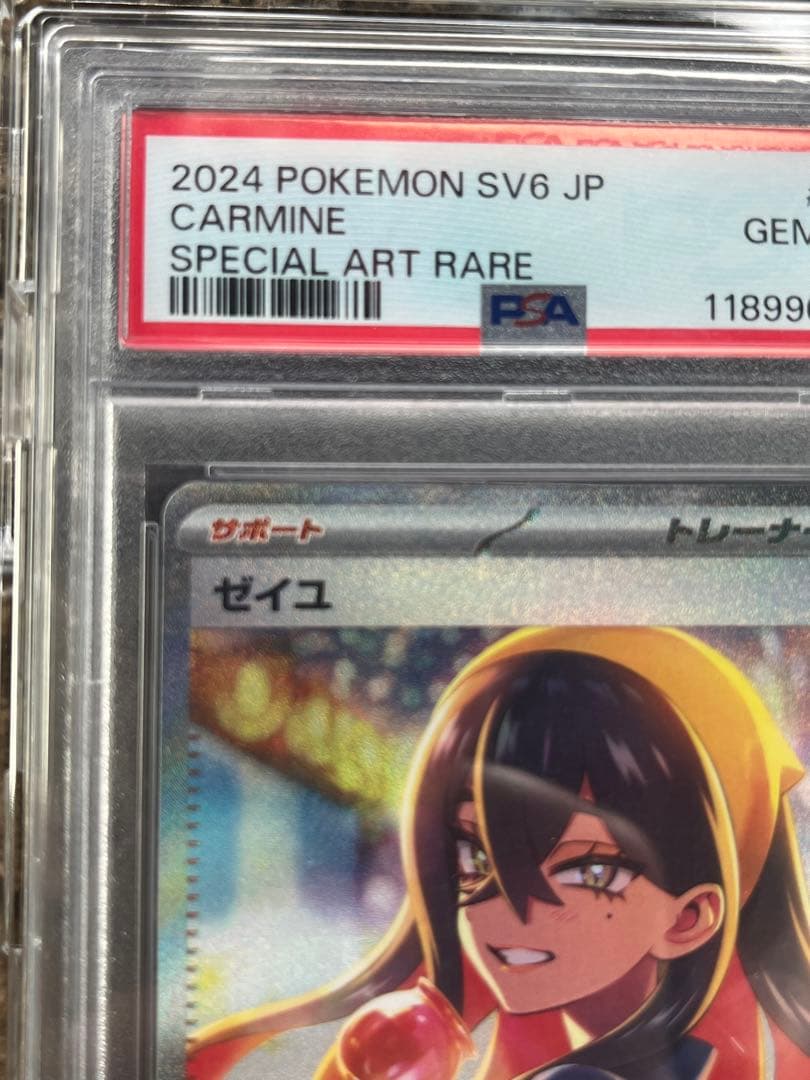 2024 POKEMON SV6 JP
CARMINE
GEM
SPECIAL ART RARE
PSA
118996
サポート
トレーナー
ゼイユ